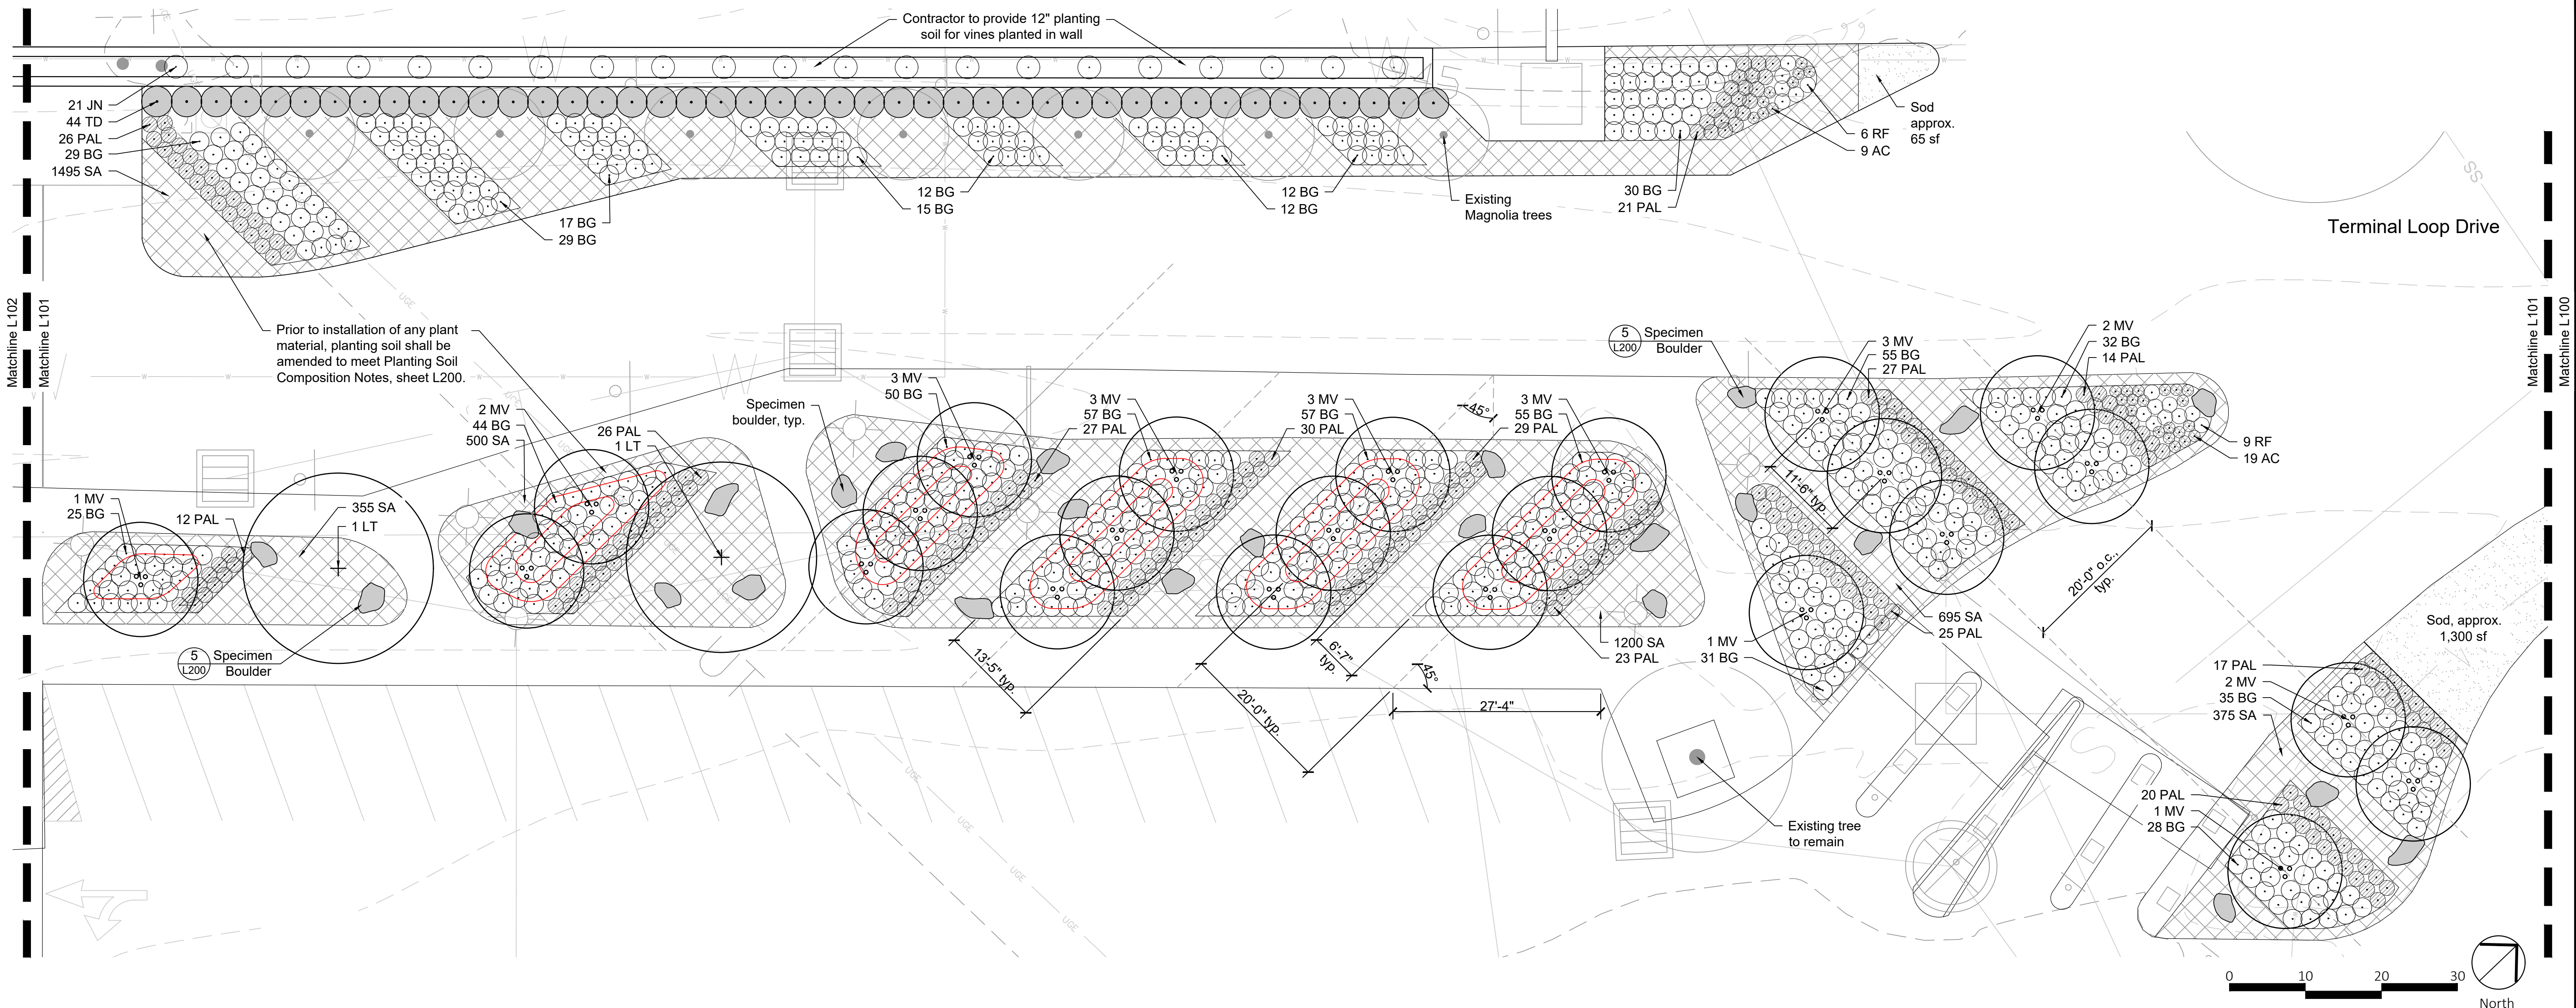 Contractor to provide 12" planting
soil for vines planted in wall
21 JN
44 TD
26 PAL
29 BG
1495 SA
17 BG
29 BG
12 BG
15 BG
12 BG
12 BG
Existing
Magnolia trees
30 BG
21 PAL
6 RF
9 AC
Sod
approx.
65 sf
SS
Terminal Loop Drive
Matchline L102
Matchline L101
Matchline L101
Matchline L100
UGE
UGE
UGE
UGE
UGE
UGE
UGE
W
W
W
W
W
W
Prior to installation of any plant
material, planting soil shall be
amended to meet Planting Soil
Composition Notes, sheet L200.
5
L200
Specimen
Boulder
3 MV
55 BG
27 PAL
2 MV
32 BG
14 PAL
9 RF
19 AC
2 MV
44 BG
500 SA
26 PAL
1 LT
Specimen
boulder, typ.
3 MV
50 BG
3 MV
57 BG
27 PAL
3 MV
57 BG
30 PAL
45°
3 MV
55 BG
29 PAL
1 MV
25 BG
12 PAL
355 SA
1 LT
11'-6" typ.
20'-0" o.c.,
typ.
695 SA
25 PAL
1200 SA
23 PAL
1 MV
31 BG
5
L200
Specimen
Boulder
13'-5" typ.
6'-7"
typ.
45°
20'-0" typ.
27'-4"
Sod, approx.
1,300 sf
17 PAL
2 MV
35 BG
375 SA
20 PAL
1 MV
28 BG
Existing tree
to remain
S
0 10 20 30
North